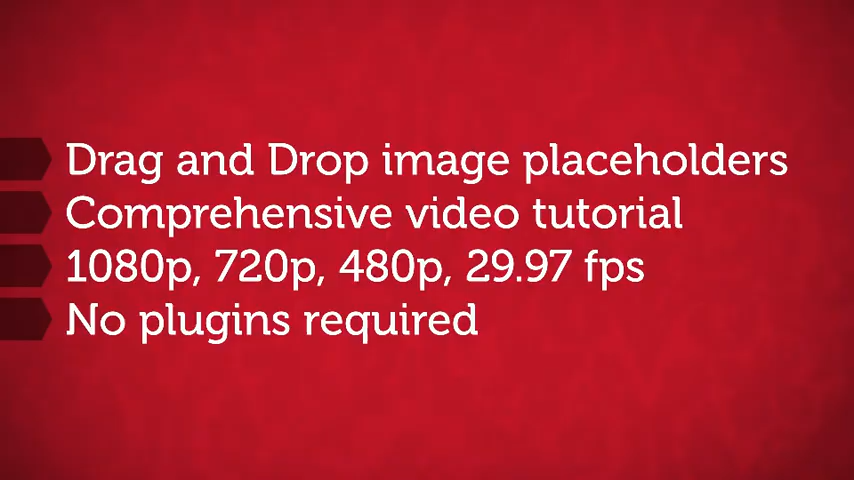 Drag and Drop image placeholders
Comprehensive video tutorial
1080p, 720p, 480p, 29.97 fps
No plugins required